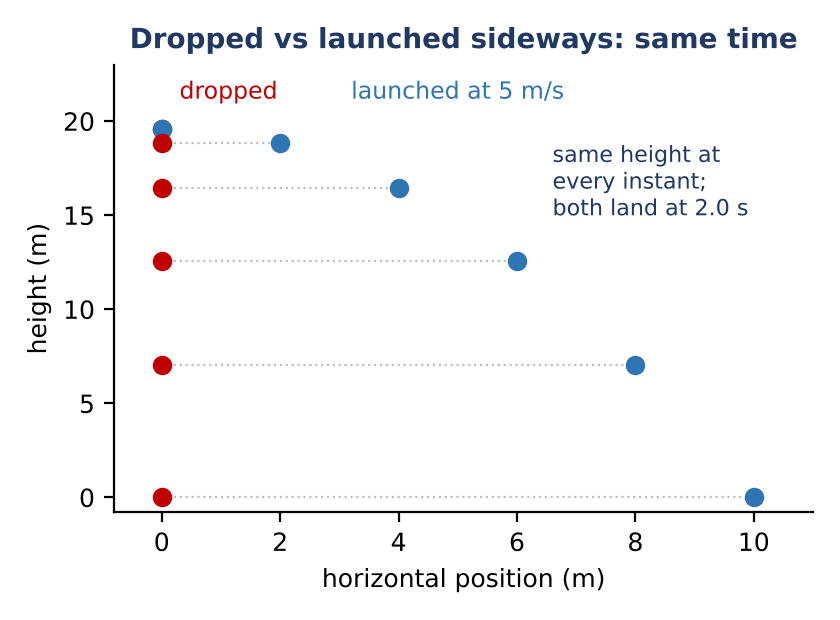 Dropped vs launched sideways: same time
dropped
launched at 5 m/s
same height at
every instant;
both land at 2.0 s
height (m)
20
15
10
5
0
0 2 4 6 8 10
horizontal position (m)